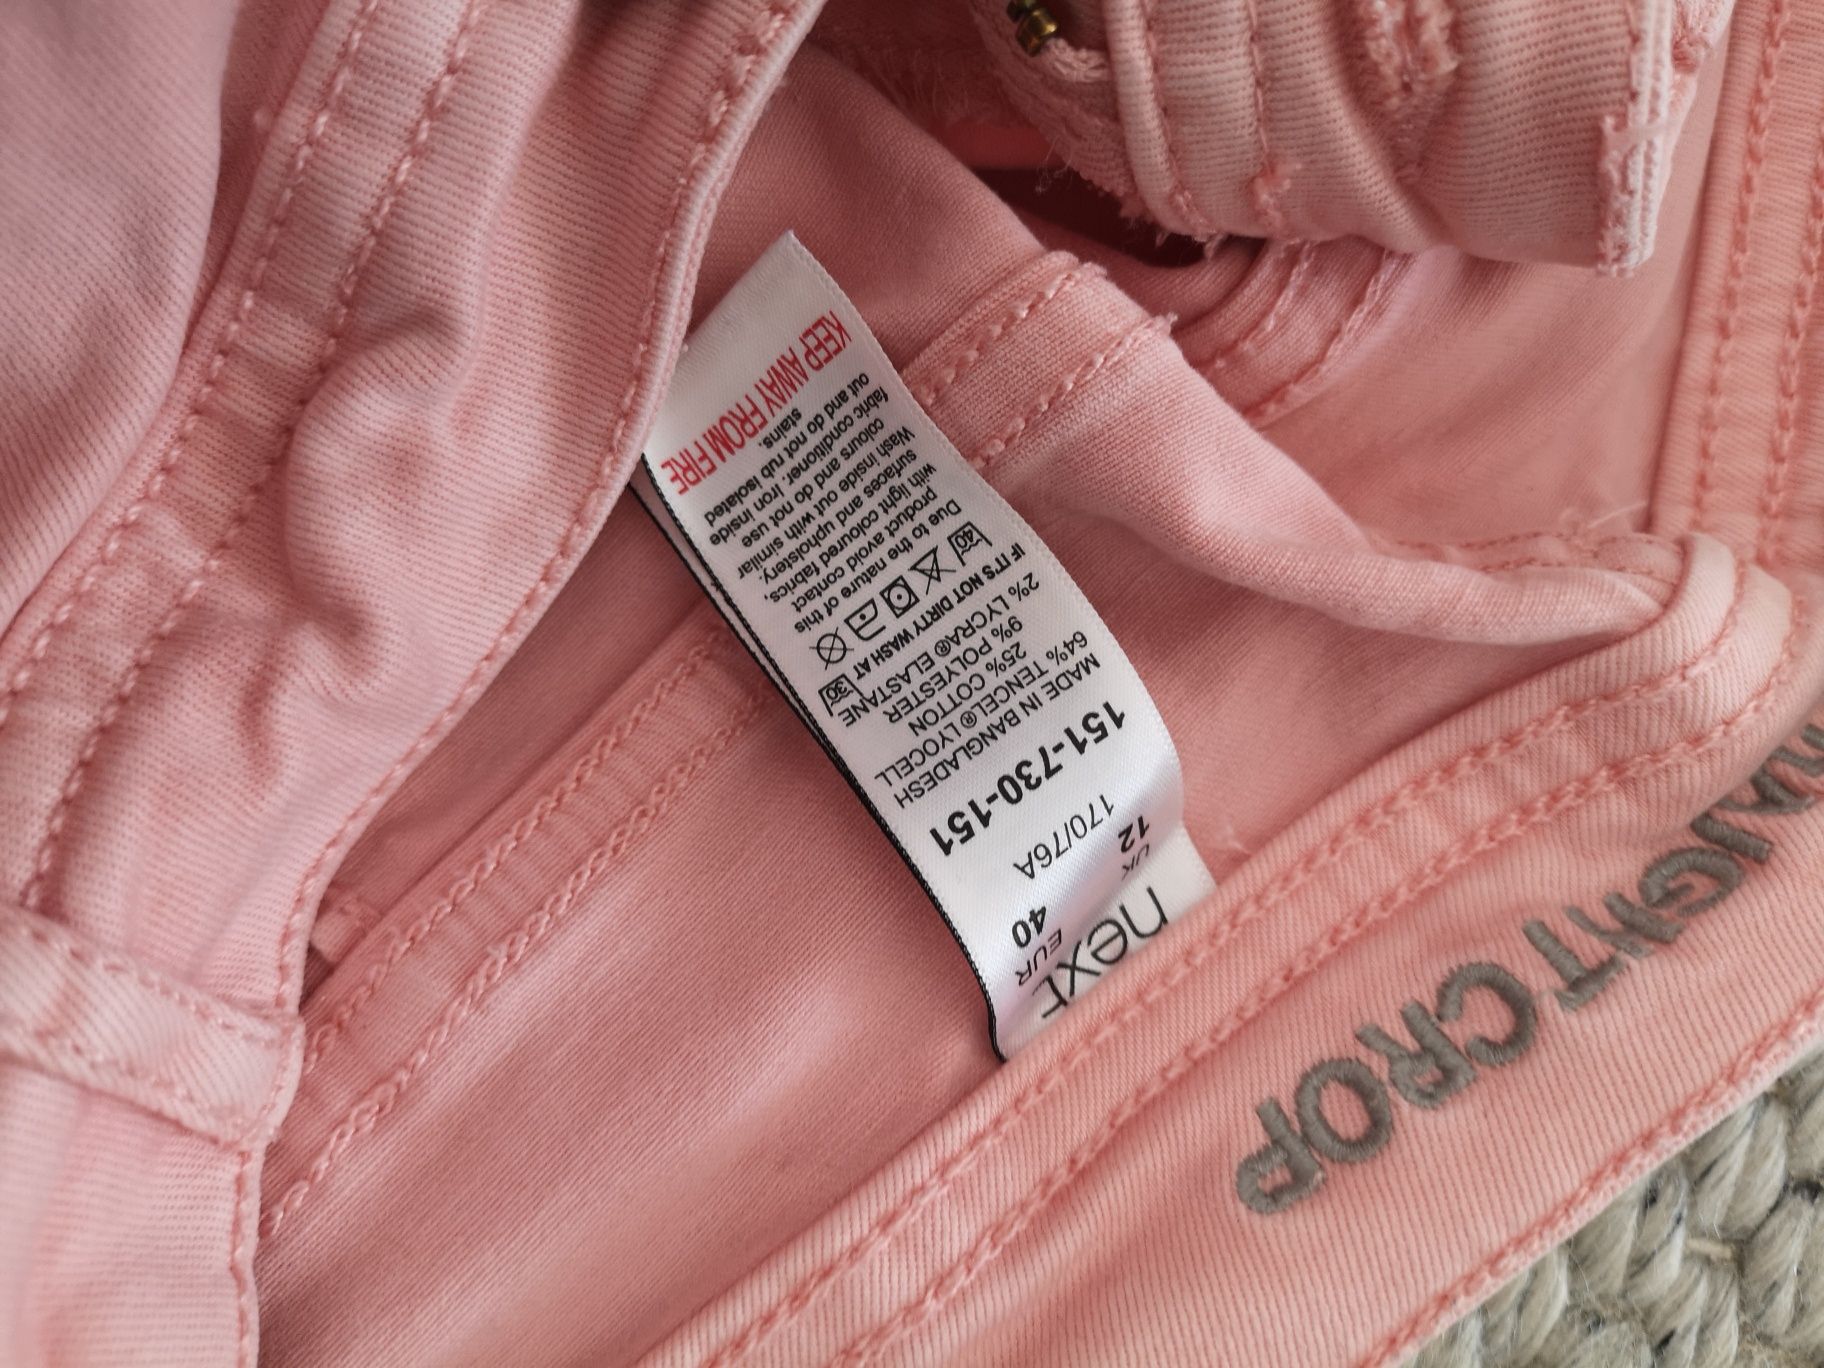 next
UK EUR
12 40
170/76A
151-730-151
MADE IN BANGLADESH
64% TENCEL® LYOCELL
25% COTTON
9% POLYESTER
2% LYCRA® ELASTANE
IF IT'S NOT DIRTY WASH AT 30
40
Due to the nature of this
product avoid contact
with light coloured fabrics,
surfaces and upholstery.
Wash inside out with similar
colours and do not use
fabric conditioner. Iron inside
out and do not rub isolated
stains.
KEEP AWAY FROM FIRE
CROP